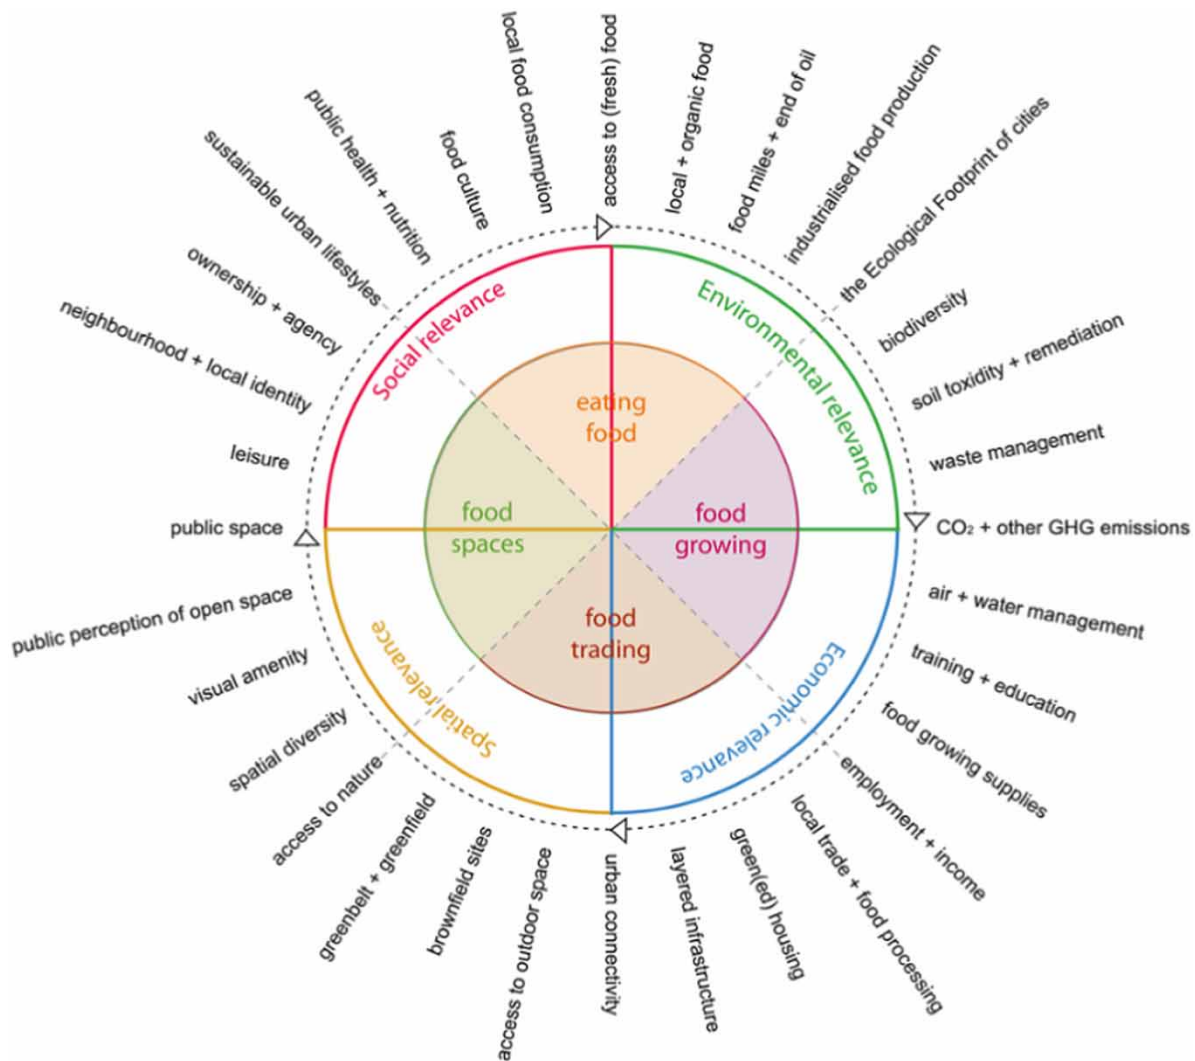 access to (fresh) food
local + organic food
food miles + end of oil
industrialised food production
the Ecological Footprint of cities
biodiversity
soil toxidity + remediation
waste management
CO₂ + other GHG emissions
air + water management
training + education
food growing supplies
employment + income
local trade + food processing
green(ed) housing
layered infrastructure
urban connectivity
access to outdoor space
brownfield sites
greenbelt + greenfield
access to nature
spatial diversity
visual amenity
public perception of open space
public space
leisure
neighbourhood + local identity
ownership + agency
sustainable urban lifestyles
public health + nutrition
food culture
local food consumption
Social relevance
Environmental relevance
Economic relevance
Spatial relevance
eating
food
food
growing
food
trading
food
spaces